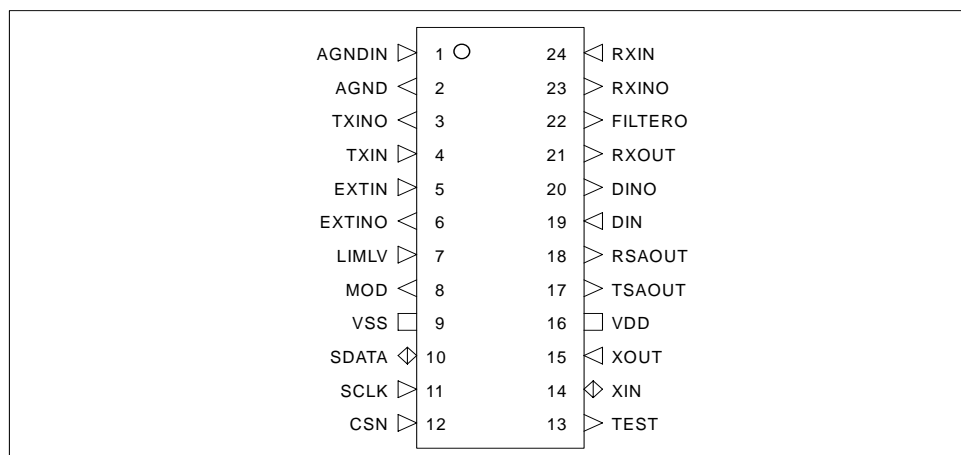 AGNDIN 1 24 RXIN
AGND 2 23 RXINO
TXINO 3 22 FILTERO
TXIN 4 21 RXOUT
EXTIN 5 20 DINO
EXTINO 6 19 DIN
LIMLV 7 18 RSAOUT
MOD 8 17 TSAOUT
VSS 9 16 VDD
SDATA 10 15 XOUT
SCLK 11 14 XIN
CSN 12 13 TEST